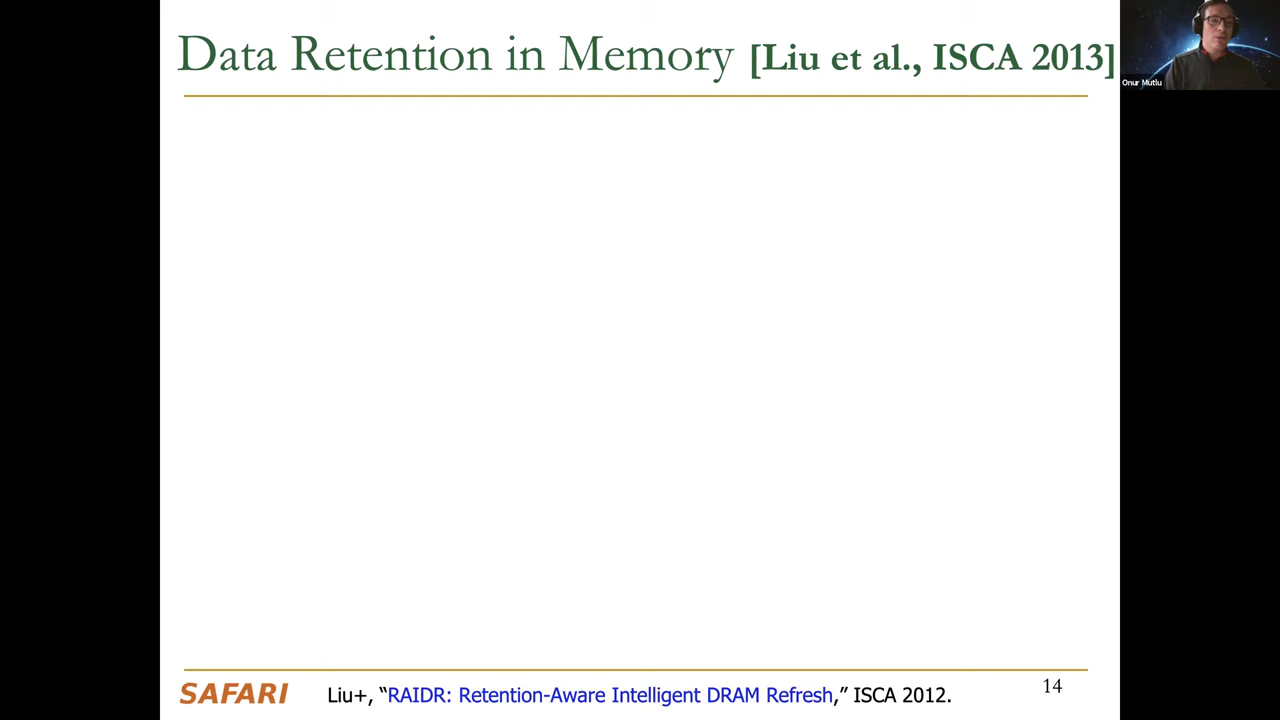 Data Retention in Memory [Liu et al., ISCA 2013]
Onur Mutlu
SAFARI
Liu+, “RAIDR: Retention-Aware Intelligent DRAM Refresh,” ISCA 2012.
14